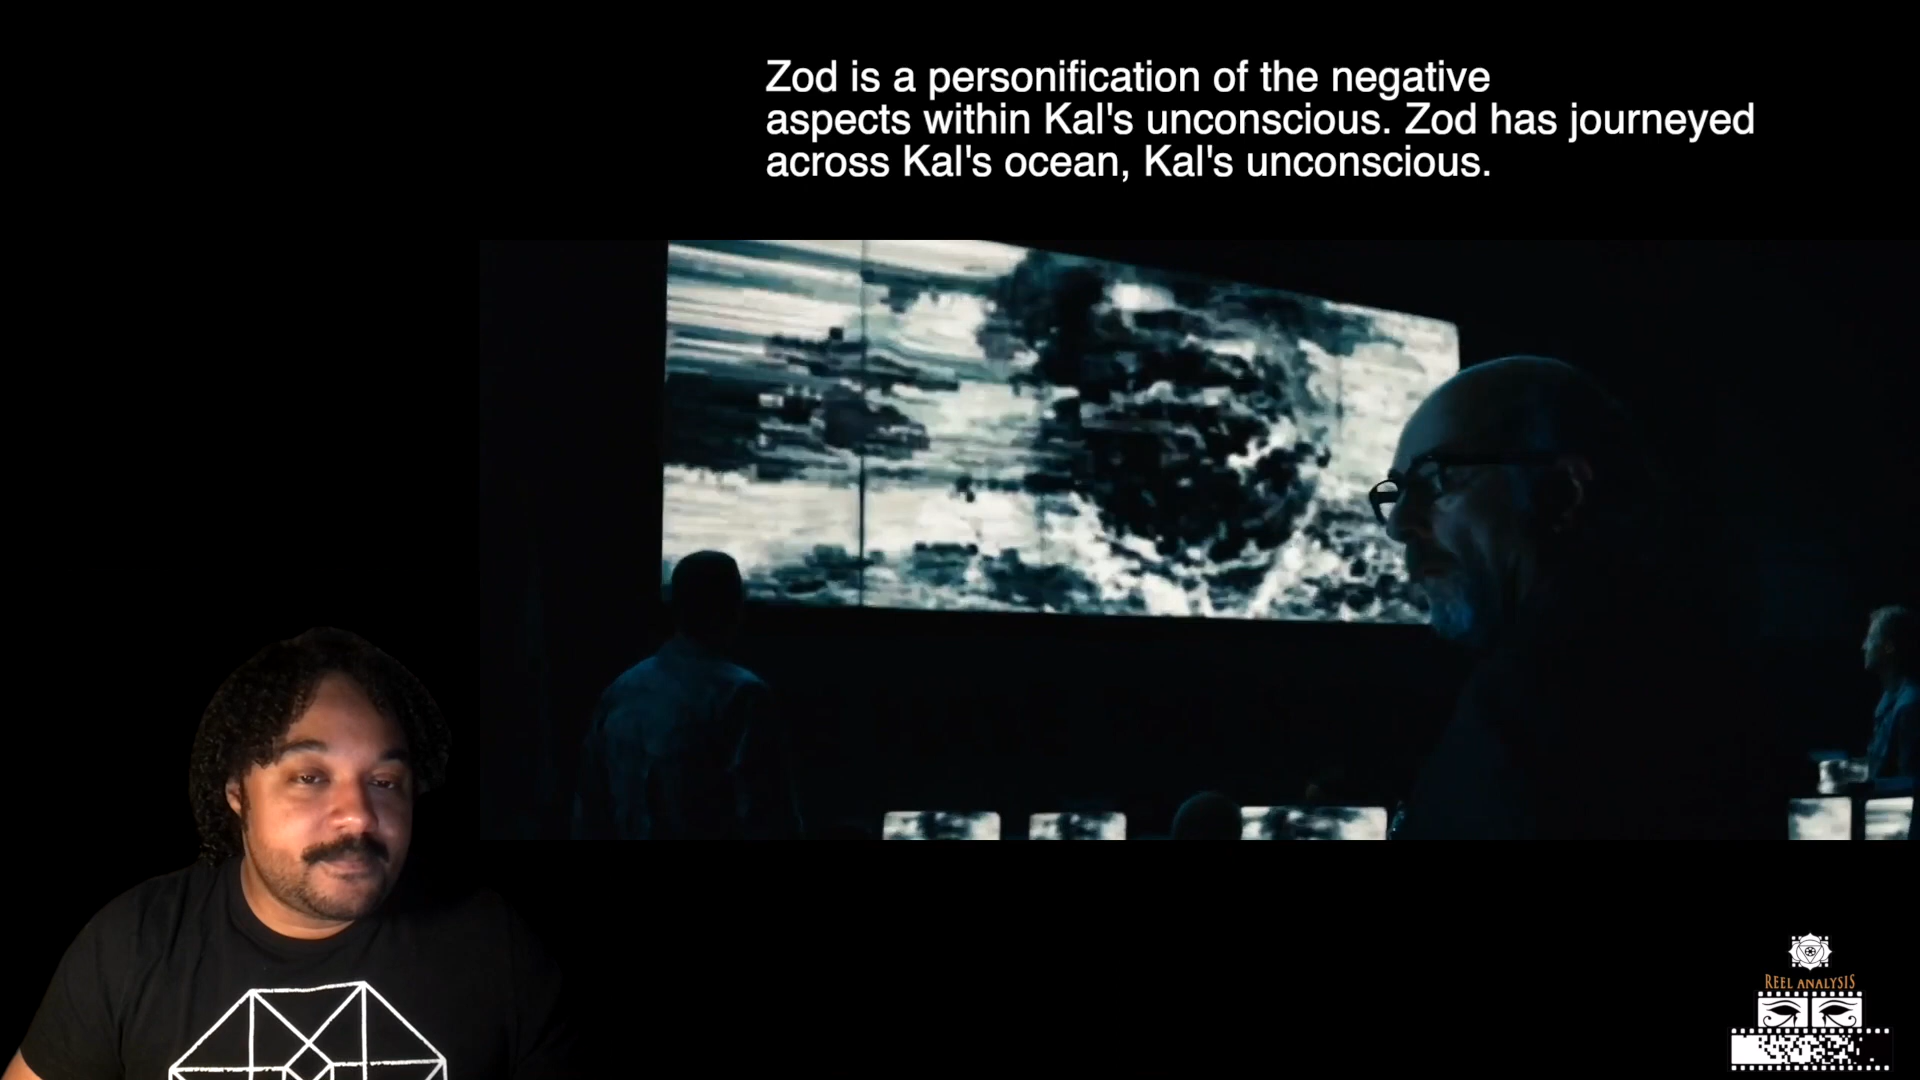 Zod is a personification of the negative
aspects within Kal's unconscious. Zod has journeyed
across Kal's ocean, Kal's unconscious.
REEL ANALYSIS